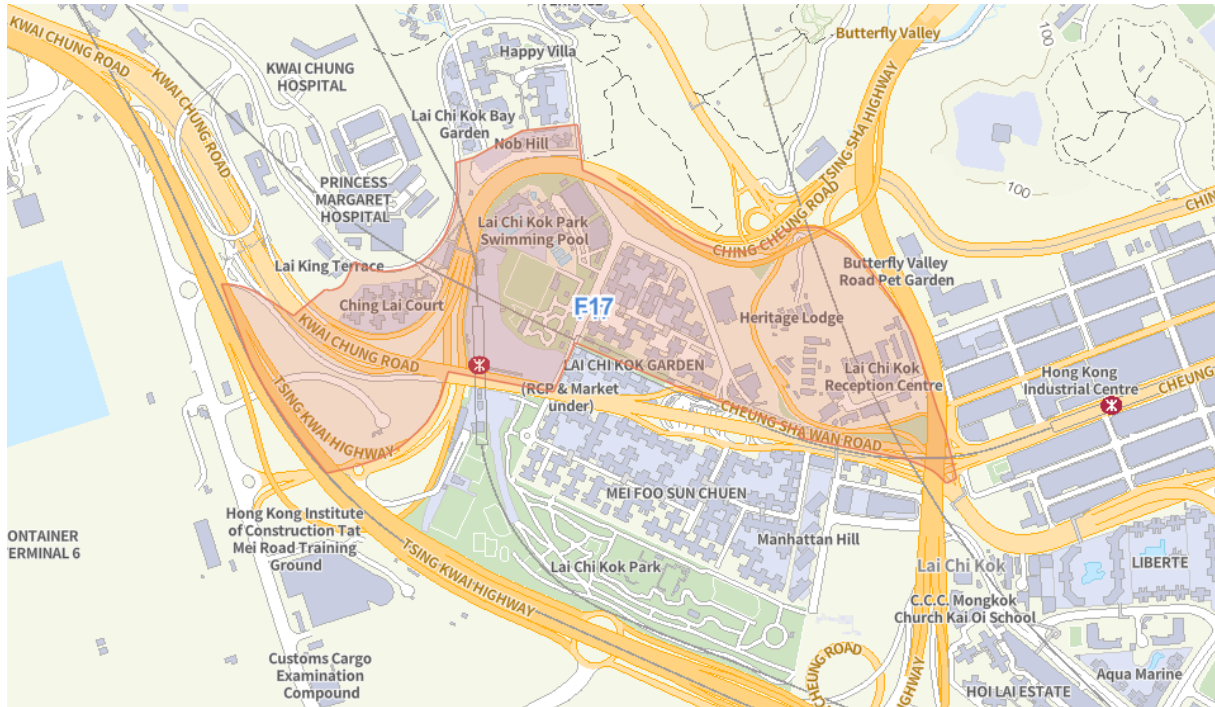 KWAI CHUNG ROAD
KWAI CHUNG ROAD
KWAI CHUNG
HOSPITAL
Happy Villa
Butterfly Valley
100
TSING SHA HIGHWAY
Lai Chi Kok Bay
Garden
Nob Hill
PRINCESS
MARGARET
HOSPITAL
100
CHING
Lai Chi Kok Park
Swimming Pool
CHING CHEUNG ROAD
Lai King Terrace
Butterfly Valley
Road Pet Garden
Ching Lai Court
F17
Heritage Lodge
KWAI CHUNG ROAD
LAI CHI KOK GARDEN
Lai Chi Kok
Reception Centre
Hong Kong
Industrial Centre
CHEUNG
(RCP & Market
under)
TSING KWAI HIGHWAY
CHEUNG SHA WAN ROAD
MEI FOO SUN CHUEN
Hong Kong Institute
of Construction Tat
Mei Road Training
Ground
ONTAINER
TERMINAL 6
TSING KWAI HIGHWAY
Manhattan Hill
Lai Chi Kok Park
Lai Chi Kok
LIBERTE
C.C.C. Mongkok
Church Kai Oi School
Customs Cargo
Examination
Compound
CHEUNG ROAD
HIGHWAY
Aqua Marine
HOI LAI ESTATE